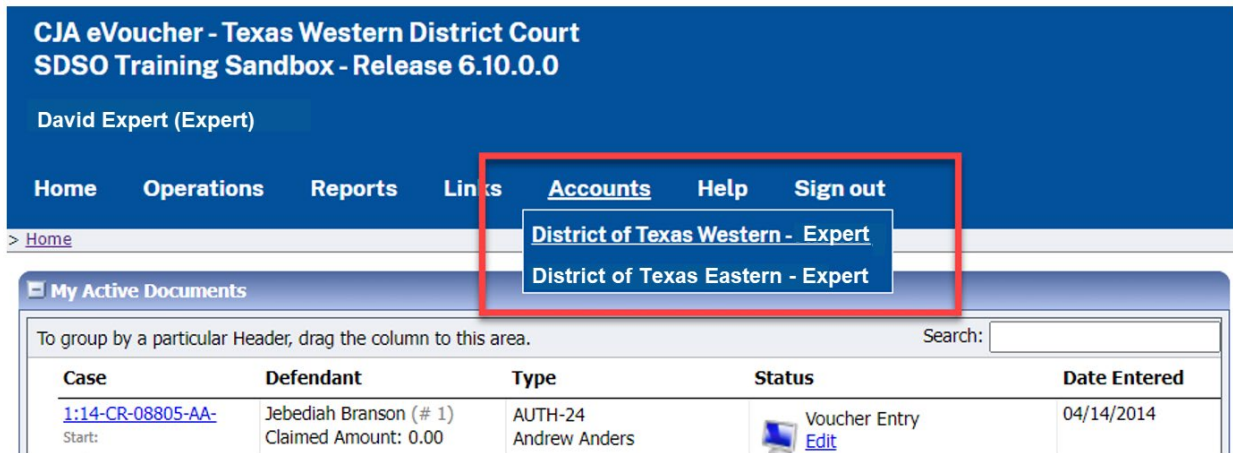 CJA eVoucher - Texas Western District Court
SDSO Training Sandbox - Release 6.10.0.0
David Expert (Expert)
Home Operations Reports Links Accounts Help Sign out
District of Texas Western - Expert
District of Texas Eastern - Expert
> Home
My Active Documents
To group by a particular Header, drag the column to this area. Search:
Case Defendant Type Status Date Entered
1:14-CR-08805-AA- Jebediah Branson (# 1) AUTH-24 Voucher Entry 04/14/2014
Start: Claimed Amount: 0.00 Andrew Anders Edit